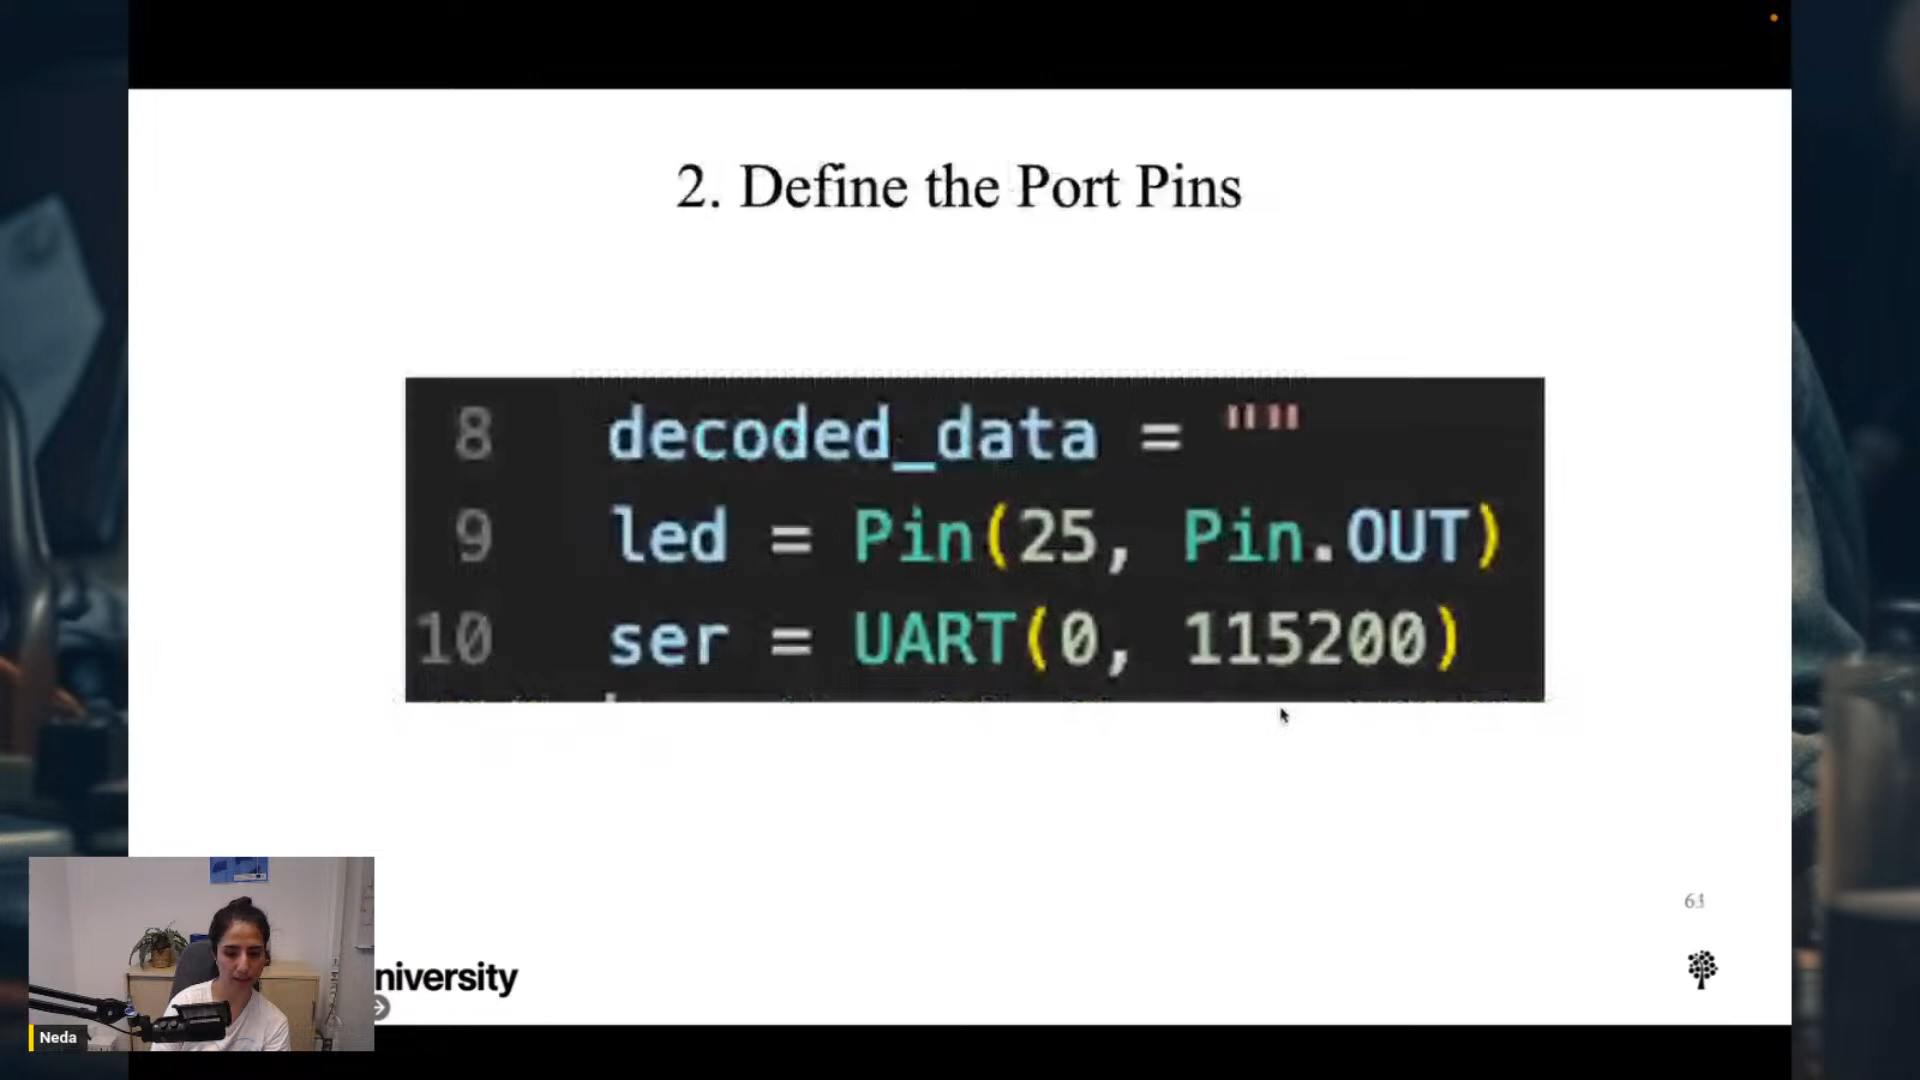 2. Define the Port Pins
8 decoded_data = ""
9 led = Pin(25, Pin.OUT)
10 ser = UART(0, 115200)
niversity
Neda